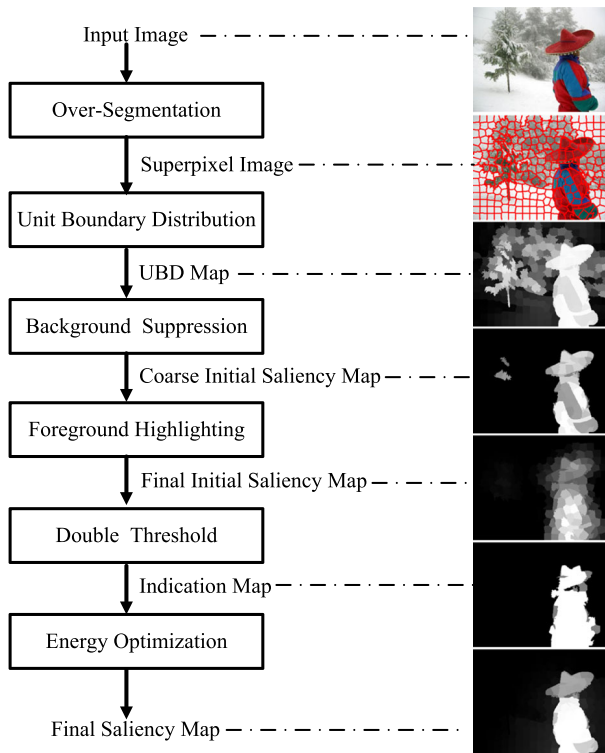 Input Image
Over-Segmentation
Superpixel Image
Unit Boundary Distribution
UBD Map
Background Suppression
Coarse Initial Saliency Map
Foreground Highlighting
Final Initial Saliency Map
Double Threshold
Indication Map
Energy Optimization
Final Saliency Map